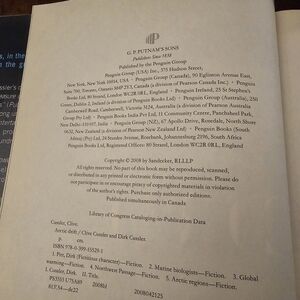 G. P. PUTNAM'S SONS
Publishers Since 1838
Published by the Penguin Group
Penguin Group (USA) Inc., 375 Hudson Street,
New York, New York 10014, USA • Penguin Group (Canada), 90 Eglinton Avenue East,
Suite 700, Toronto, Ontario M4P 2Y3, Canada (a division of Pearson Penguin Canada Inc.) • Penguin
Books Ltd, 80 Strand, London WC2R 0RL, England • Penguin Ireland, 25 St Stephen's
Green, Dublin 2, Ireland (a division of Penguin Books Ltd) • Penguin Group (Australia), 250
Camberwell Road, Camberwell, Victoria 3124, Australia (a division of Pearson Australia
Group Pty Ltd) • Penguin Books India Pvt Ltd, 11 Community Centre, Panchsheel Park,
New Delhi–110 017, India • Penguin Group (NZ), 67 Apollo Drive, Rosedale, North Shore
0632, New Zealand (a division of Pearson New Zealand Ltd) • Penguin Books (South
Africa) (Pty) Ltd, 24 Sturdee Avenue, Rosebank, Johannesburg 2196, South Africa
Penguin Books Ltd, Registered Offices: 80 Strand, London WC2R 0RL, England
Copyright © 2008 by Sandecker, RLLLP
All rights reserved. No part of this book may be reproduced, scanned,
or distributed in any printed or electronic form without permission. Please do
not participate in or encourage piracy of copyrighted materials in violation
of the author's rights. Purchase only authorized editions.
Published simultaneously in Canada
Library of Congress Cataloging-in-Publication Data
Cussler, Clive.
Arctic drift / Clive Cussler and Dirk Cussler.
p. cm.
ISBN 978-0-399-15529-1
1. Pitt, Dirk (Fictitious character)—Fiction. 2. Marine biologists—Fiction. 3. Global
warming—Fiction. 4. Northwest Passage—Fiction. 5. Arctic regions—Fiction.
I. Cussler, Dirk. II. Title.
PS3553.U75A89 2008
813'.54—dc22 2008042125